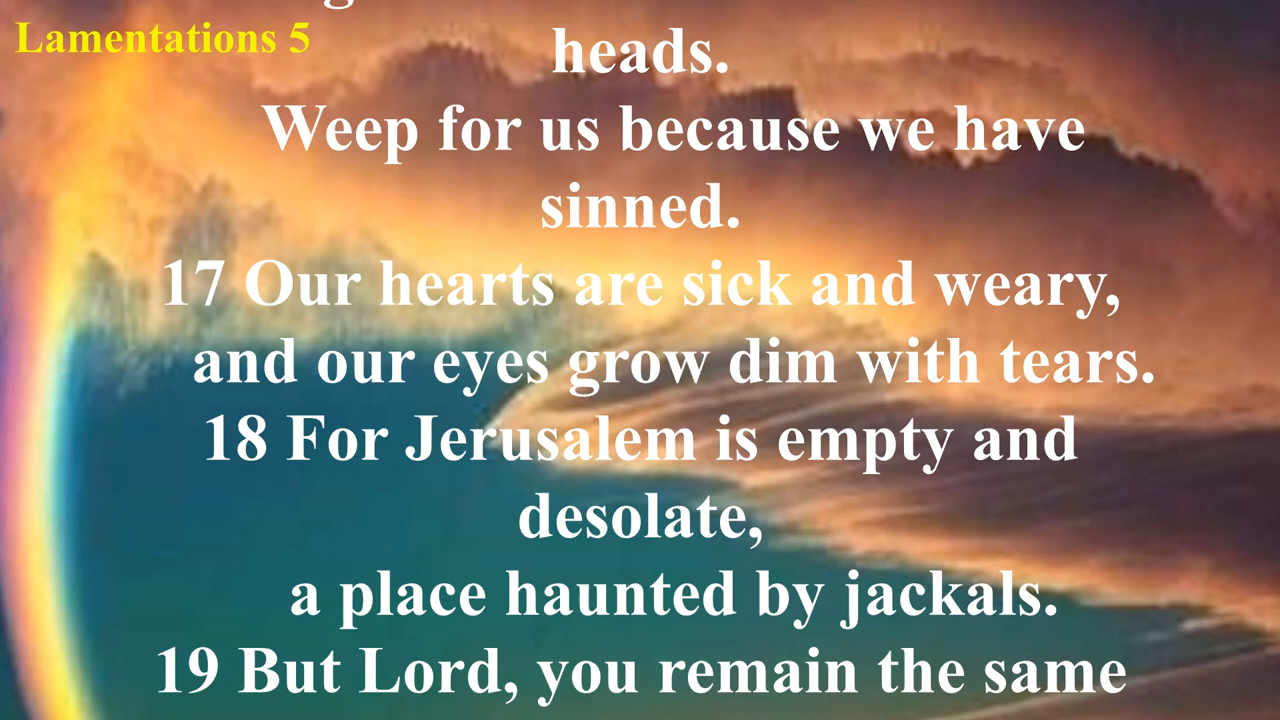 Lamentations 5
heads.
Weep for us because we have
sinned.
17 Our hearts are sick and weary,
and our eyes grow dim with tears.
18 For Jerusalem is empty and
desolate,
a place haunted by jackals.
19 But Lord, you remain the same